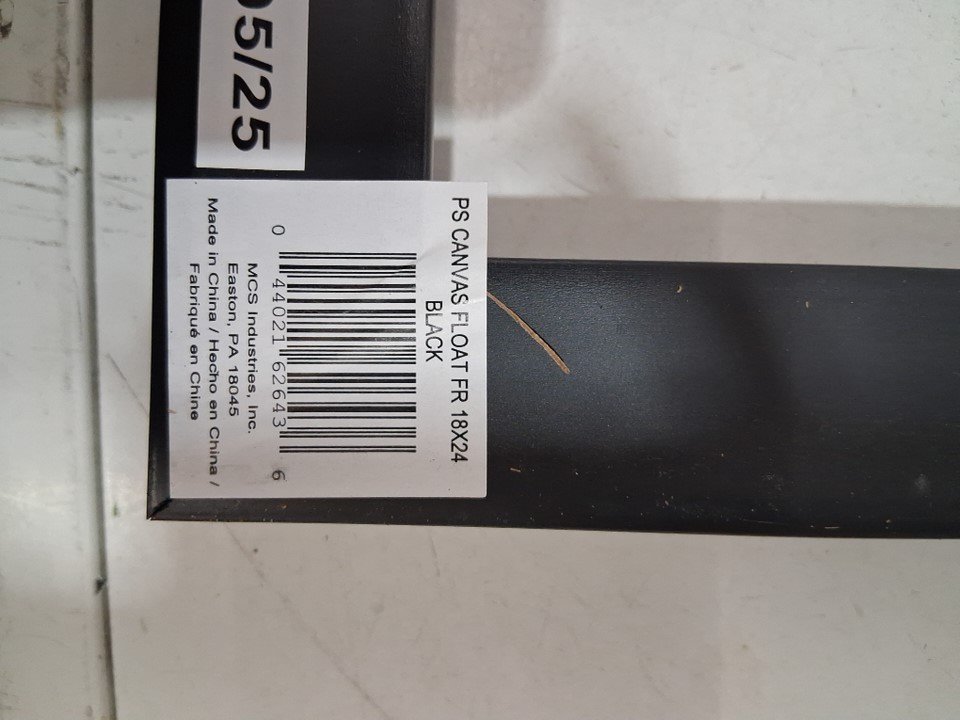 05/25
PS CANVAS FLOAT FR 18X24
BLACK
0 44021 62643 6
MCS Industries, Inc.
Easton, PA 18045
Made in China / Hecho en China /
Fabriqué en Chine